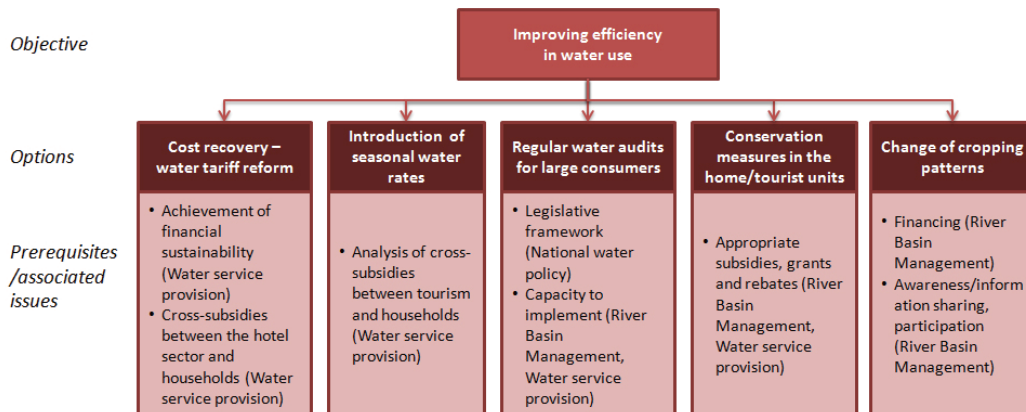 Objective
Improving efficiency
in water use
Options
Cost recovery –
water tariff reform
Introduction of
seasonal water
rates
Regular water audits
for large consumers
Conservation
measures in the
home/tourist units
Change of cropping
patterns
Prerequisites
/associated
issues
• Achievement of
financial
sustainability
(Water service
provision)
• Cross-subsidies
between the hotel
sector and
households (Water
service provision)
• Analysis of cross-
subsidies
between tourism
and households
(Water service
provision)
• Legislative
framework
(National water
policy)
• Capacity to
implement (River
Basin
Management,
Water service
provision)
• Appropriate
subsidies, grants
and rebates (River
Basin
Management,
Water service
provision)
• Financing (River
Basin
Management)
• Awareness/inform
ation sharing,
participation
(River Basin
Management)